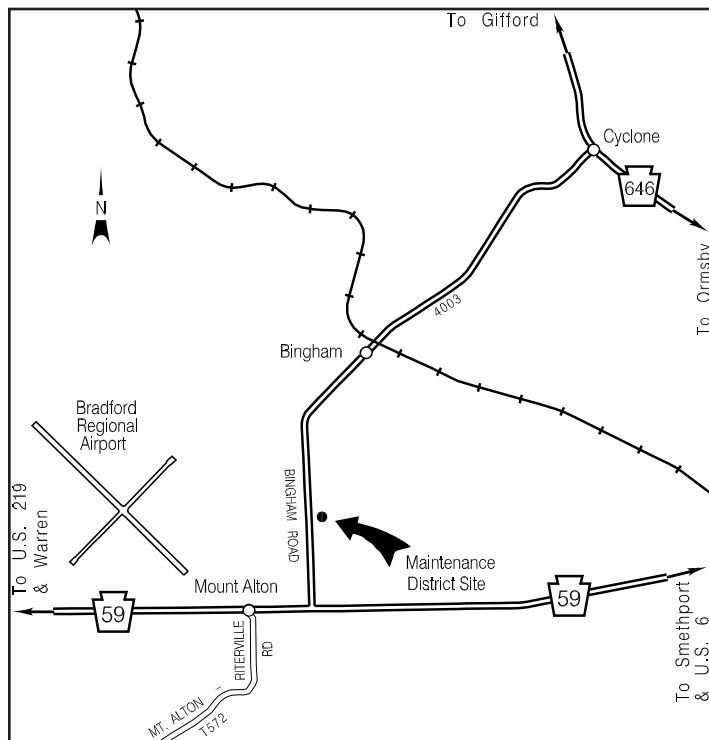 To Gifford
Cyclone
646
N
To Ormsby
4003
Bingham
Bradford
Regional
Airport
BINGHAM ROAD
To U.S. 219
& Warren
Maintenance
District Site
Mount Alton
59
59
To Smethport
& U.S. 6
RITERVILLE
RD
MT. ALTON –
T572